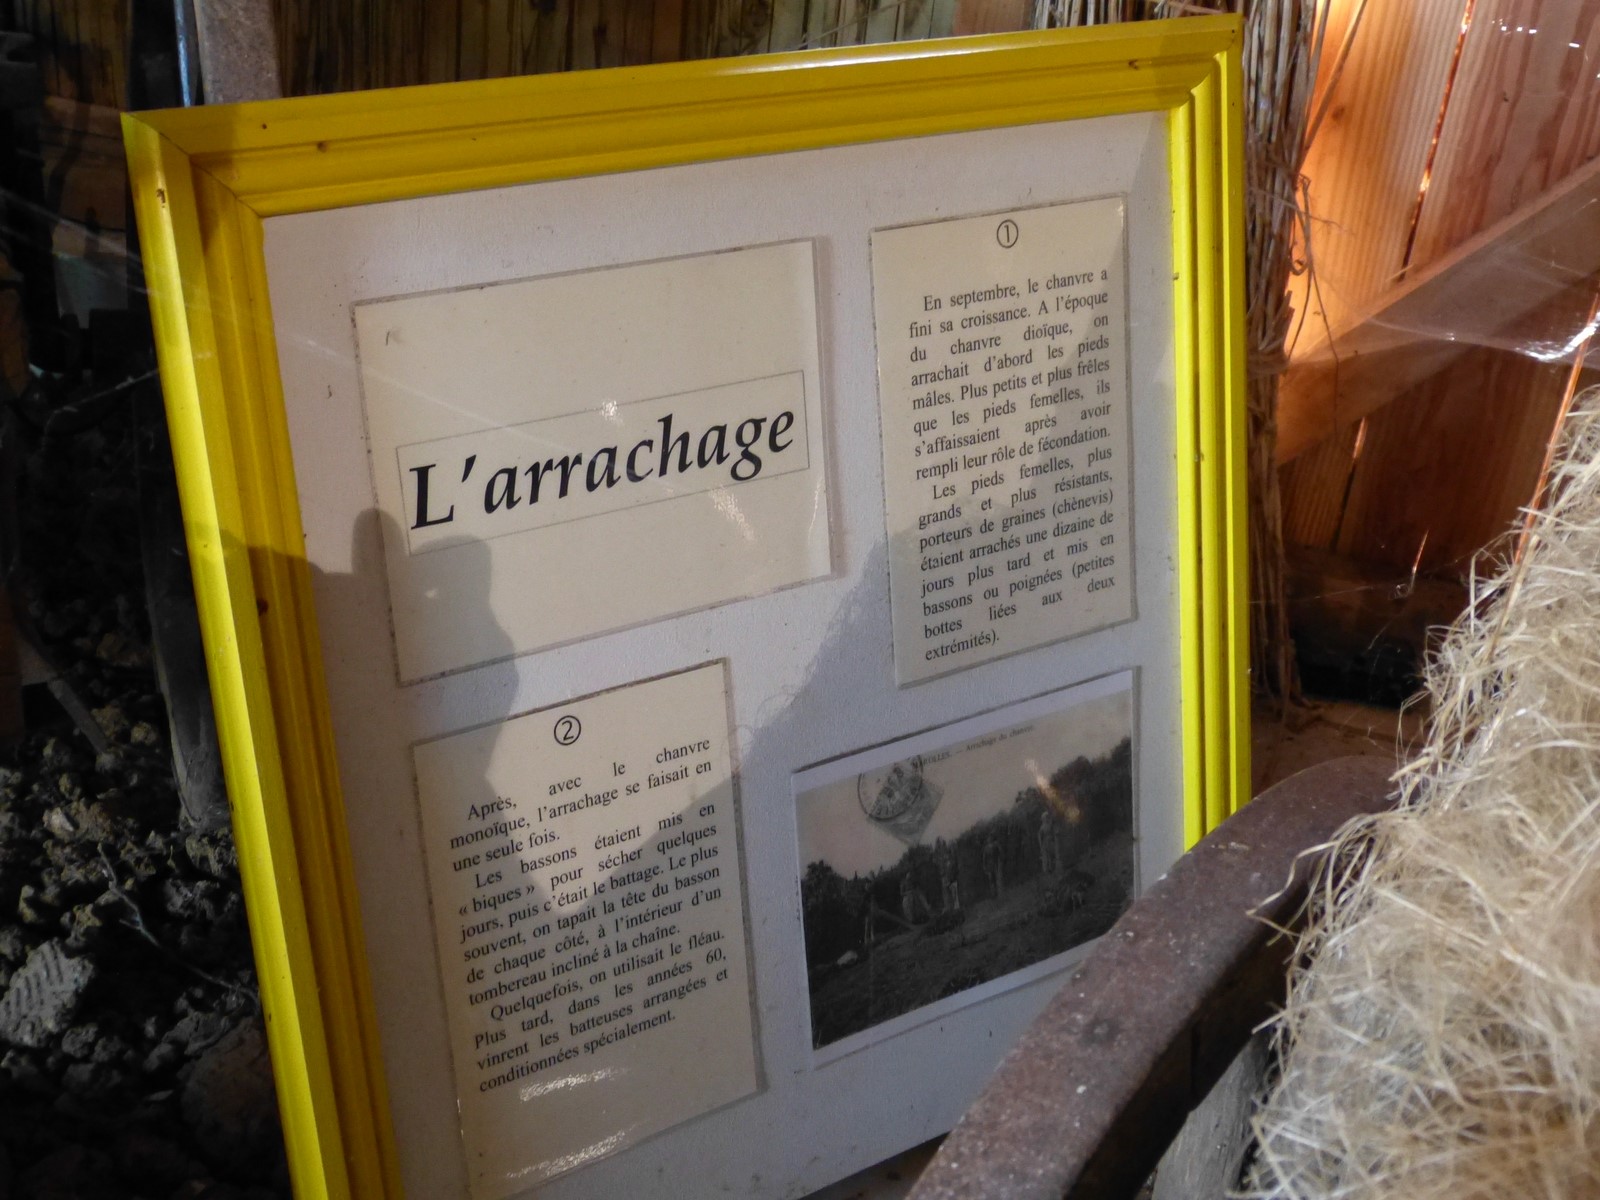 L'arrachage
①
En septembre, le chanvre a
fini sa croissance. A l'époque
du chanvre dioïque, on
arrachait d'abord les pieds
mâles. Plus petits et plus frêles
que les pieds femelles, ils
s'affaissaient après avoir
rempli leur rôle de fécondation.
Les pieds femelles, plus
grands et plus résistants,
porteurs de graines (chènevis)
étaient arrachés une dizaine de
jours plus tard et mis en
bassons ou poignées (petites
bottes liées aux deux
extrémités).
②
Après, avec le chanvre
monoïque, l'arrachage se faisait en
une seule fois.
Les bassons étaient mis en
« biques » pour sécher quelques
jours, puis c'était le battage. Le plus
souvent, on tapait la tête du basson
de chaque côté, à l'intérieur d'un
tombereau incliné à la chaîne.
Quelquefois, on utilisait le fléau.
Plus tard, dans les années 60,
vinrent les batteuses arrangées et
conditionnées spécialement.
— Arrachage du chanvre